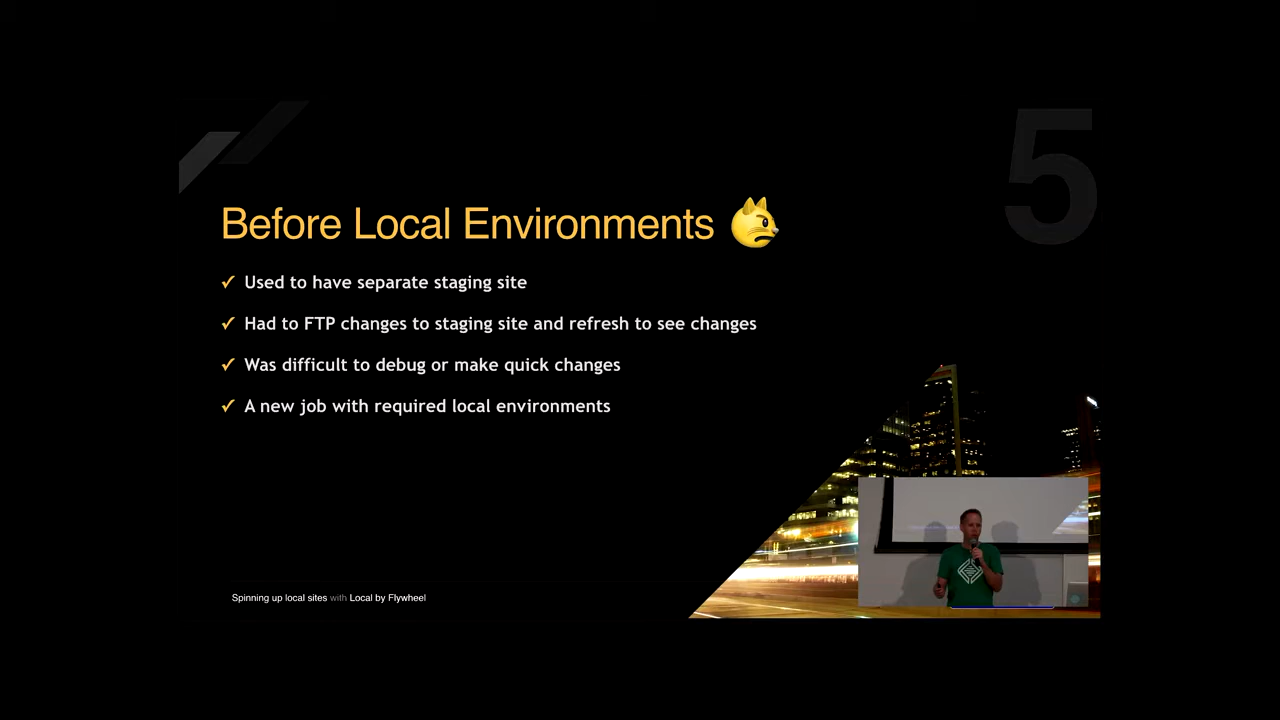 5
Before Local Environments
✓ Used to have separate staging site
✓ Had to FTP changes to staging site and refresh to see changes
✓ Was difficult to debug or make quick changes
✓ A new job with required local environments
Spinning up local sites with Local by Flywheel